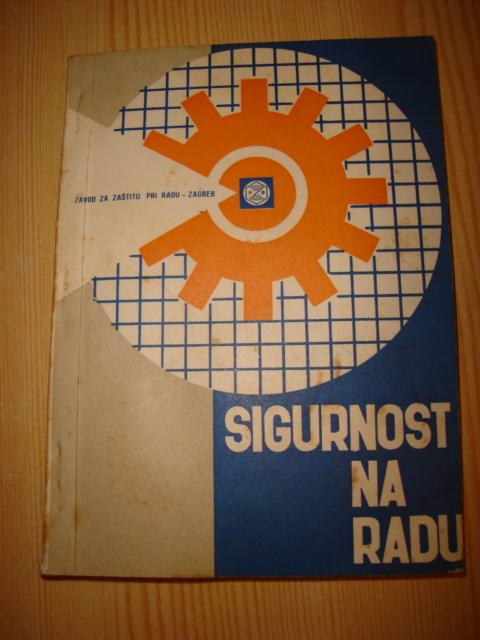 ZAVOD ZA ZAŠTITU PRI RADU - ZAGREB
SIGURNOST
NA
RADU